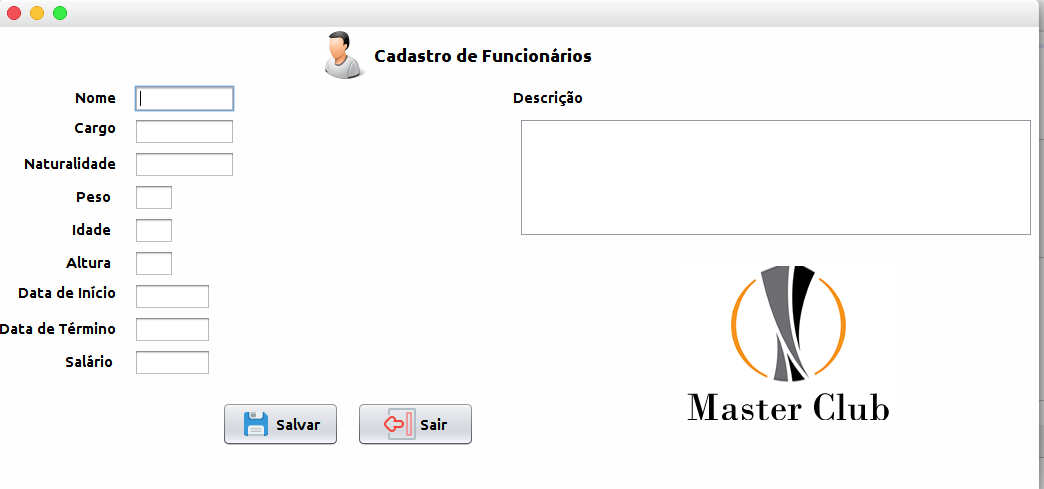 Cadastro de Funcionários
Nome
Cargo
Naturalidade
Peso
Idade
Altura
Data de Início
Data de Término
Salário
Descrição
Master Club
Salvar
Sair